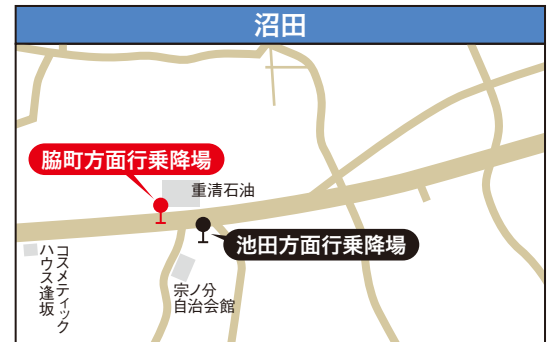 沼田
脇町方面行乗降場
重清石油
池田方面行乗降場
コスメティック
ハウス逢坂
宗ノ分
自治会館